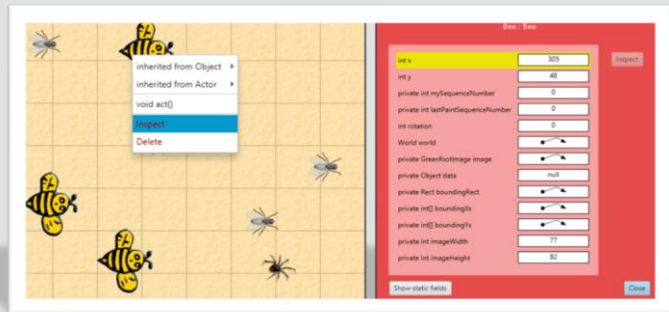 inherited from Object
inherited from Actor
void act()
Inspect
Delete
Bee : Bee
int x 305
Inspect
int y 48
private int mySequenceNumber 0
private int lastPaintSequenceNumber 0
int rotation 0
World world
private GreenfootImage image
private Object data null
private Rect boundingRect
private int[] boundingXs
private int[] boundingYs
private int imageWidth 77
private int imageHeight 92
Show static fields
Close